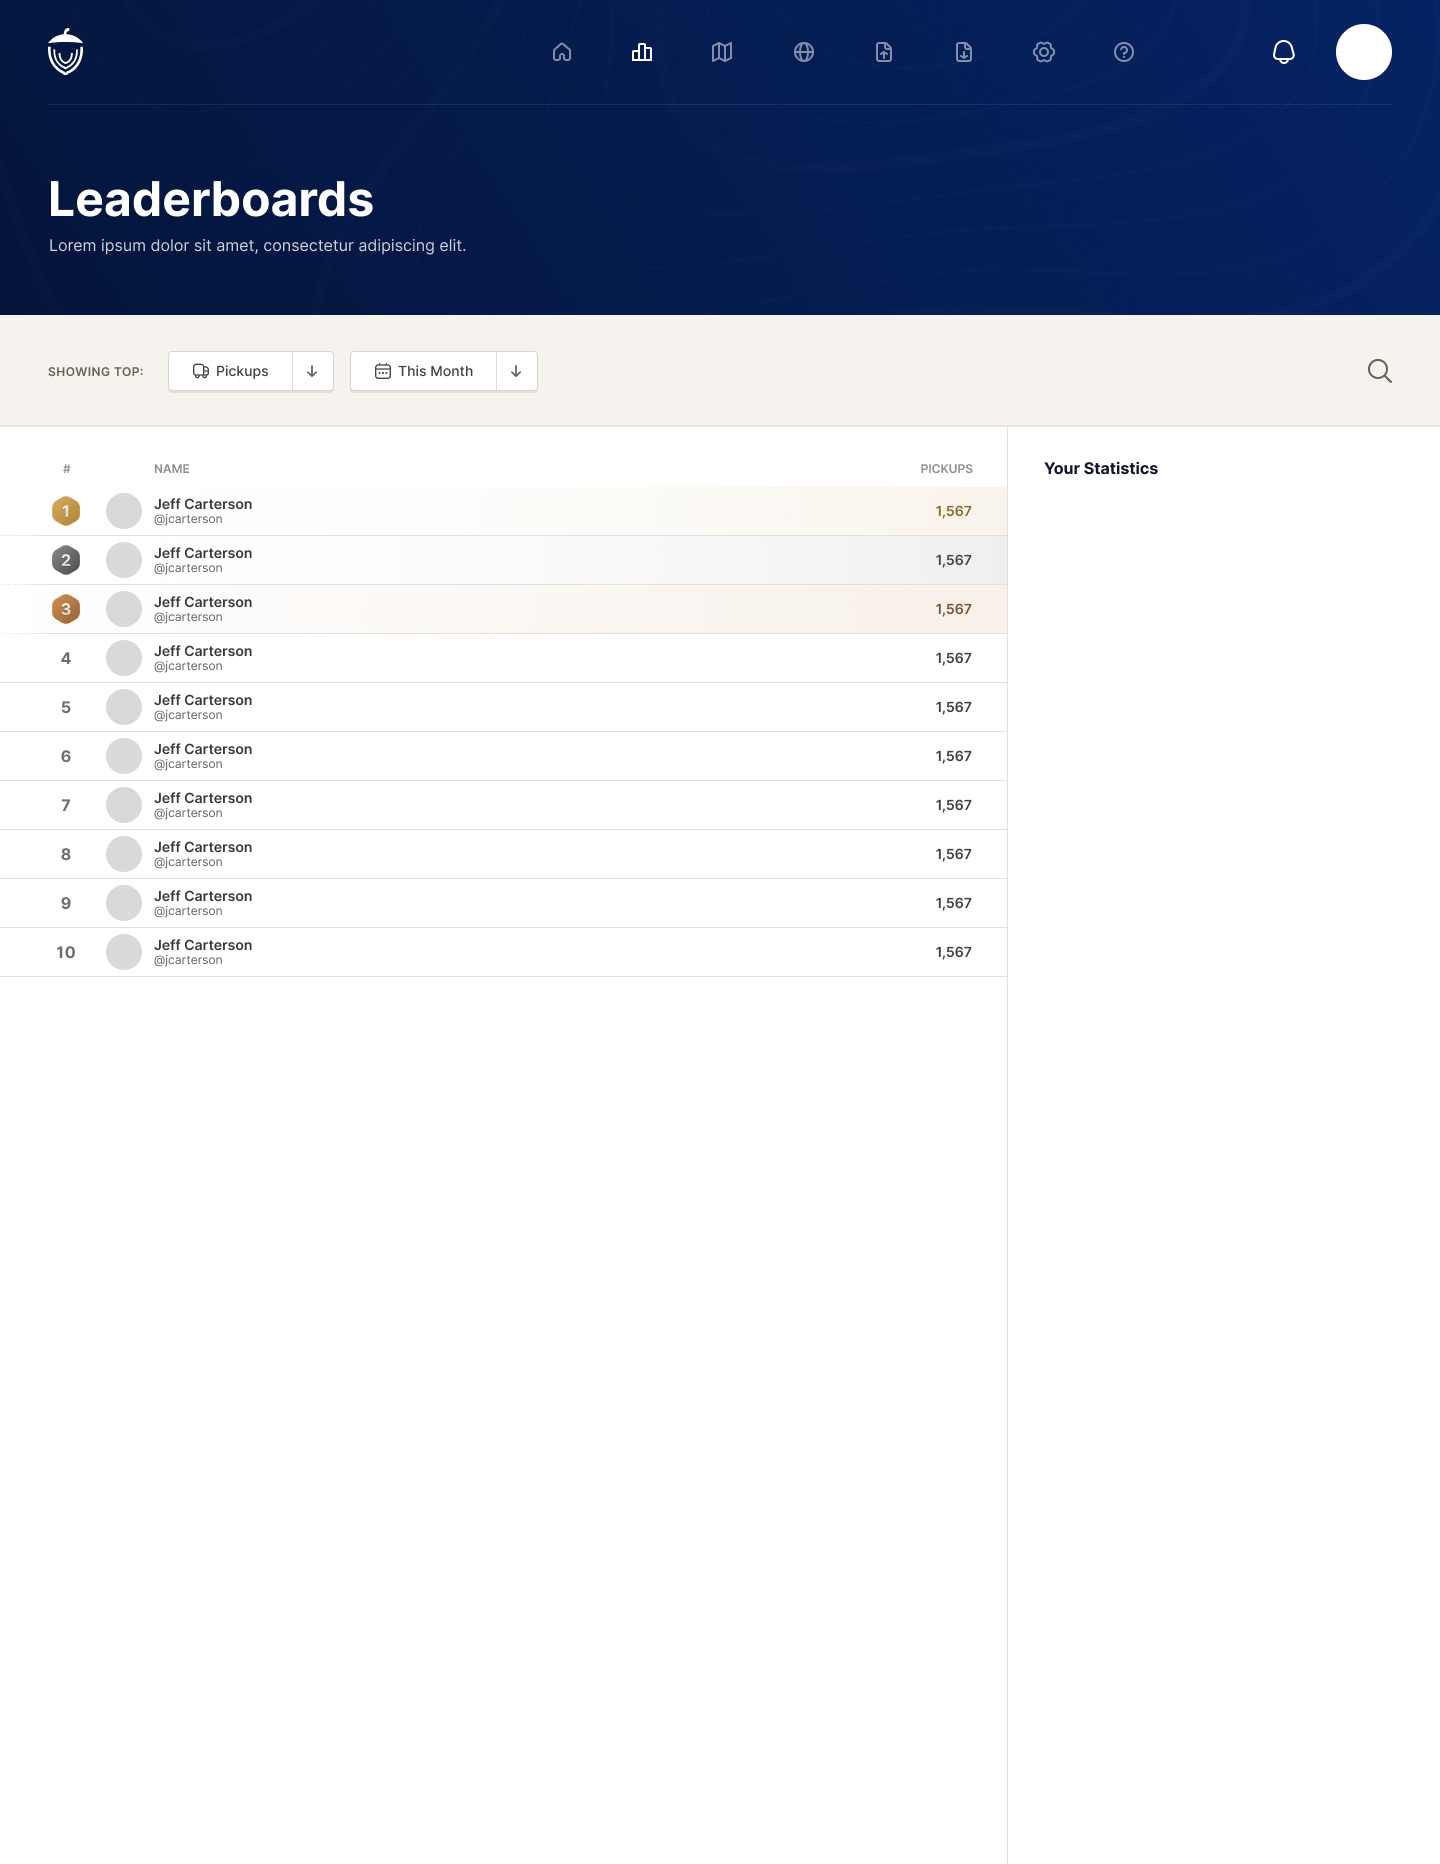 Leaderboards
Lorem ipsum dolor sit amet, consectetur adipiscing elit.
SHOWING TOP: Pickups This Month
# NAME PICKUPS Your Statistics
1 Jeff Carterson 1,567
@jcarterson
2 Jeff Carterson 1,567
@jcarterson
3 Jeff Carterson 1,567
@jcarterson
4 Jeff Carterson 1,567
@jcarterson
5 Jeff Carterson 1,567
@jcarterson
6 Jeff Carterson 1,567
@jcarterson
7 Jeff Carterson 1,567
@jcarterson
8 Jeff Carterson 1,567
@jcarterson
9 Jeff Carterson 1,567
@jcarterson
10 Jeff Carterson 1,567
@jcarterson